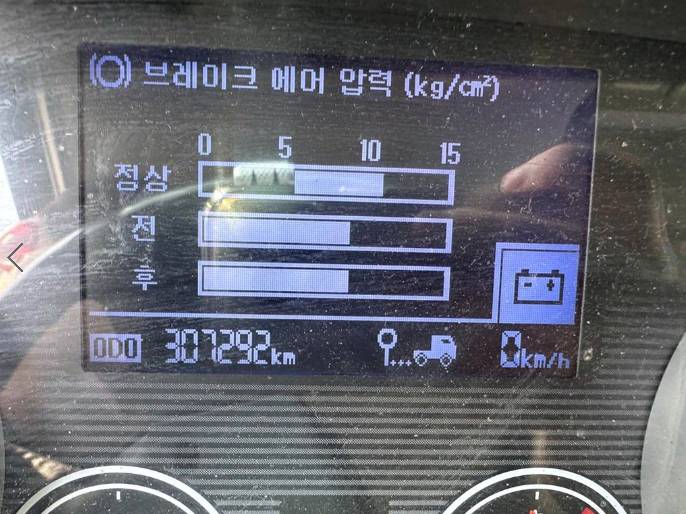 브레이크 에어 압력 (kg/cm²)
0 5 10 15
정상
전
후
ODO 307292km 0km/h